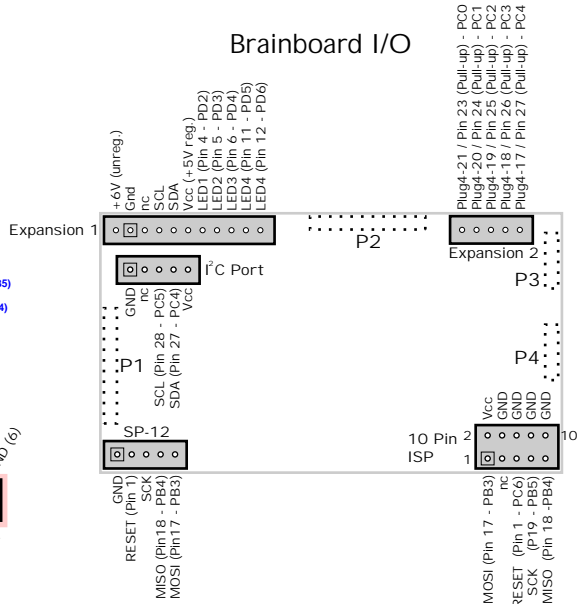 Brainboard I/O
+6V (unreg.)
Gnd
nc
SCL
SDA
Vcc (+5V reg.)
LED1 (Pin 4 - PD2)
LED2 (Pin 5 - PD3)
LED3 (Pin 6 - PD4)
LED4 (Pin 11 - PD5)
LED4 (Pin 12 - PD6)
Plug4-21 / Pin 23 (Pull-up) - PC0
Plug4-20 / Pin 24 (Pull-up) - PC1
Plug4-19 / Pin 25 (Pull-up) - PC2
Plug4-18 / Pin 26 (Pull-up) - PC3
Plug4-17 / Pin 27 (Pull-up) - PC4
Expansion 1
P2
Expansion 2
I²C Port
P3
GND
nc
SCL (Pin 28 - PC5)
SDA (Pin 27 - PC4)
Vcc
P1
P4
Vcc
GND
GND
GND
GND
SP-12
10 Pin 2
10
ISP 1
GND
RESET (Pin 1)
SCK
MISO (Pin18 - PB4)
MOSI (Pin17 - PB3)
MOSI (Pin 17 - PB3)
nc
RESET (Pin 1 - PC6)
SCK (P19 - PB5)
MISO (Pin 18 -PB4)